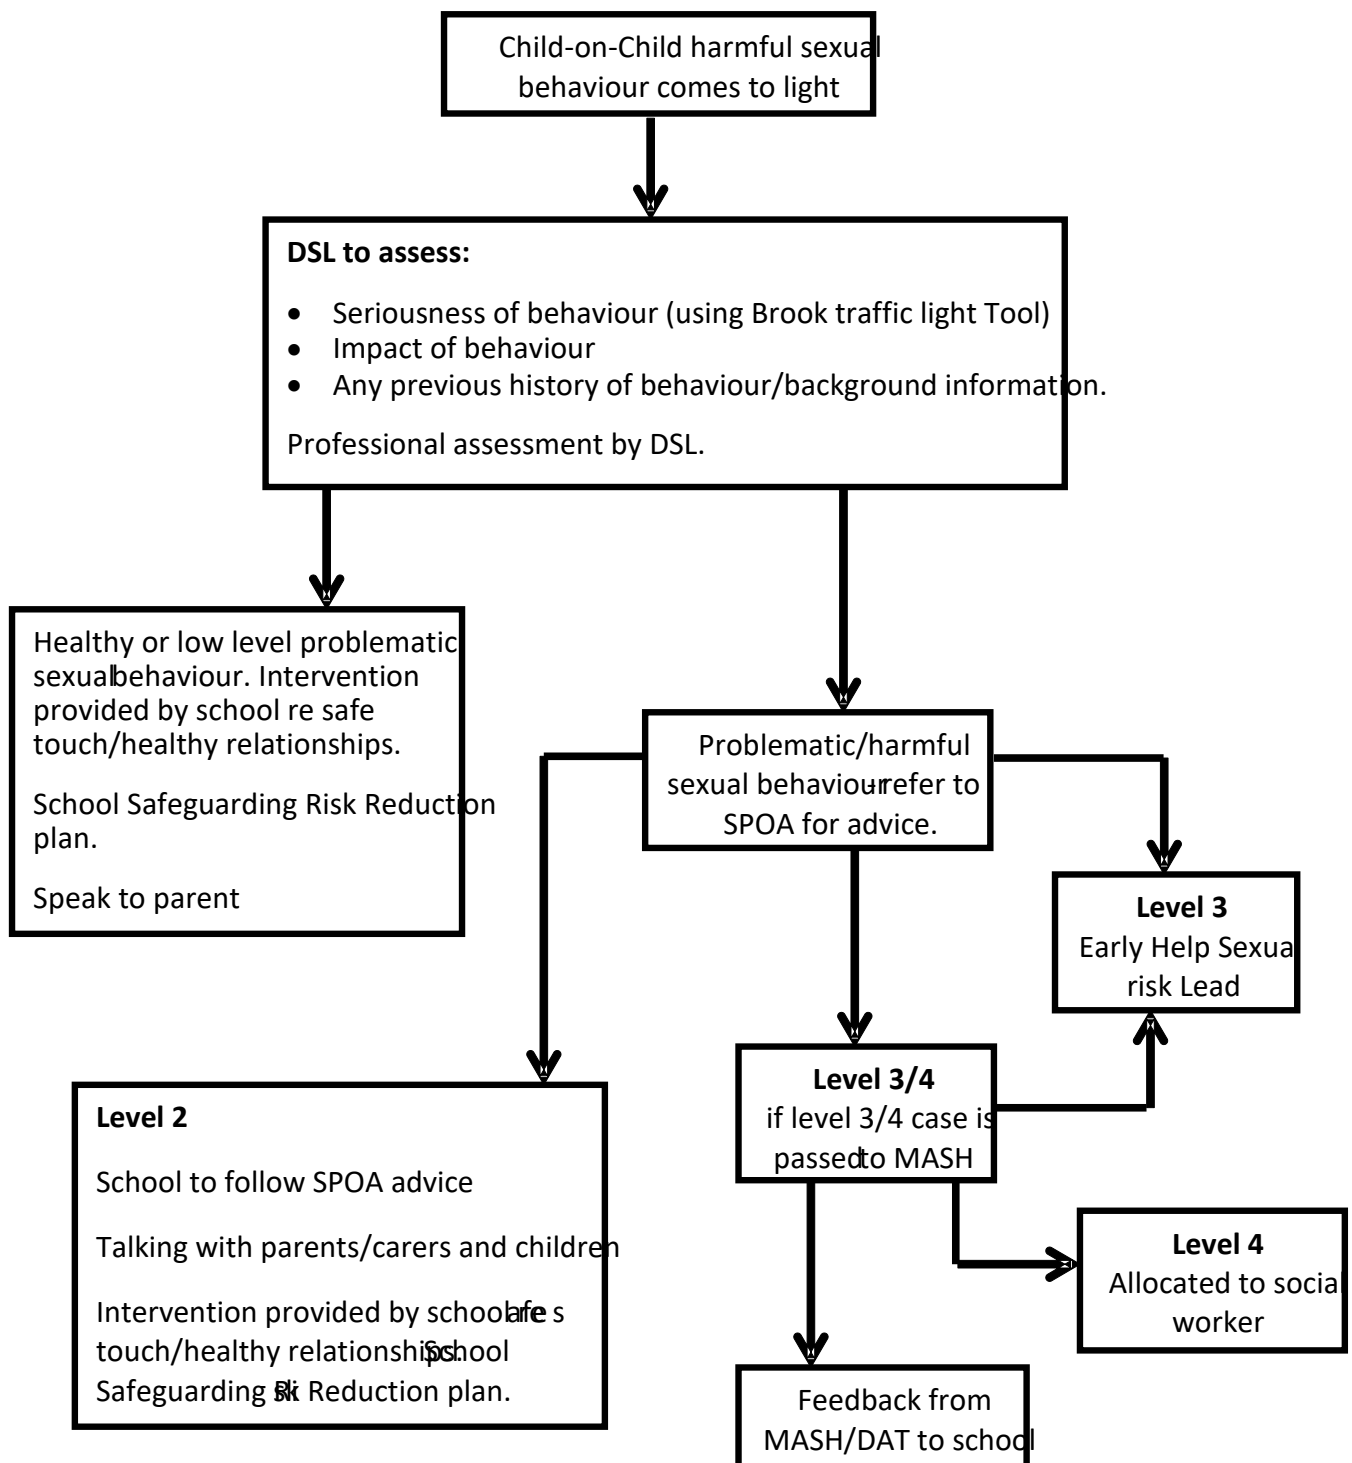 Child-on-Child harmful sexual
behaviour comes to light
DSL to assess:
• Seriousness of behaviour (using Brook traffic light Tool)
• Impact of behaviour
• Any previous history of behaviour/background information.
Professional assessment by DSL.
Healthy or low level problematic
sexual behaviour. Intervention
provided by school re safe
touch/healthy relationships.
School Safeguarding Risk Reduction
plan.
Speak to parent
Problematic/harmful
sexual behaviour-refer to
SPOA for advice.
Level 3
Early Help Sexual
risk Lead
Level 3/4
if level 3/4 case is
passed to MASH
Level 2
School to follow SPOA advice
Talking with parents/carers and children
Intervention provided by school re safe
touch/healthy relationships. School
Safeguarding Risk Reduction plan.
Level 4
Allocated to social
worker
Feedback from
MASH/DAT to school